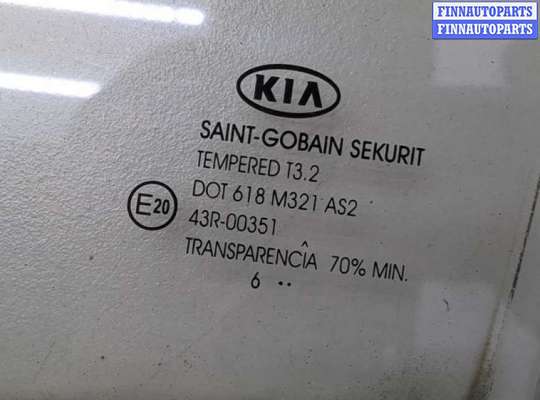 FINNAUTOPARTS
FINNAUTOPARTS
KIA
SAINT-GOBAIN SEKURIT
TEMPERED T3.2
DOT 618 M321 AS2
E20
43R-00351
TRANSPARENCÎA 70% MIN.
6 ··